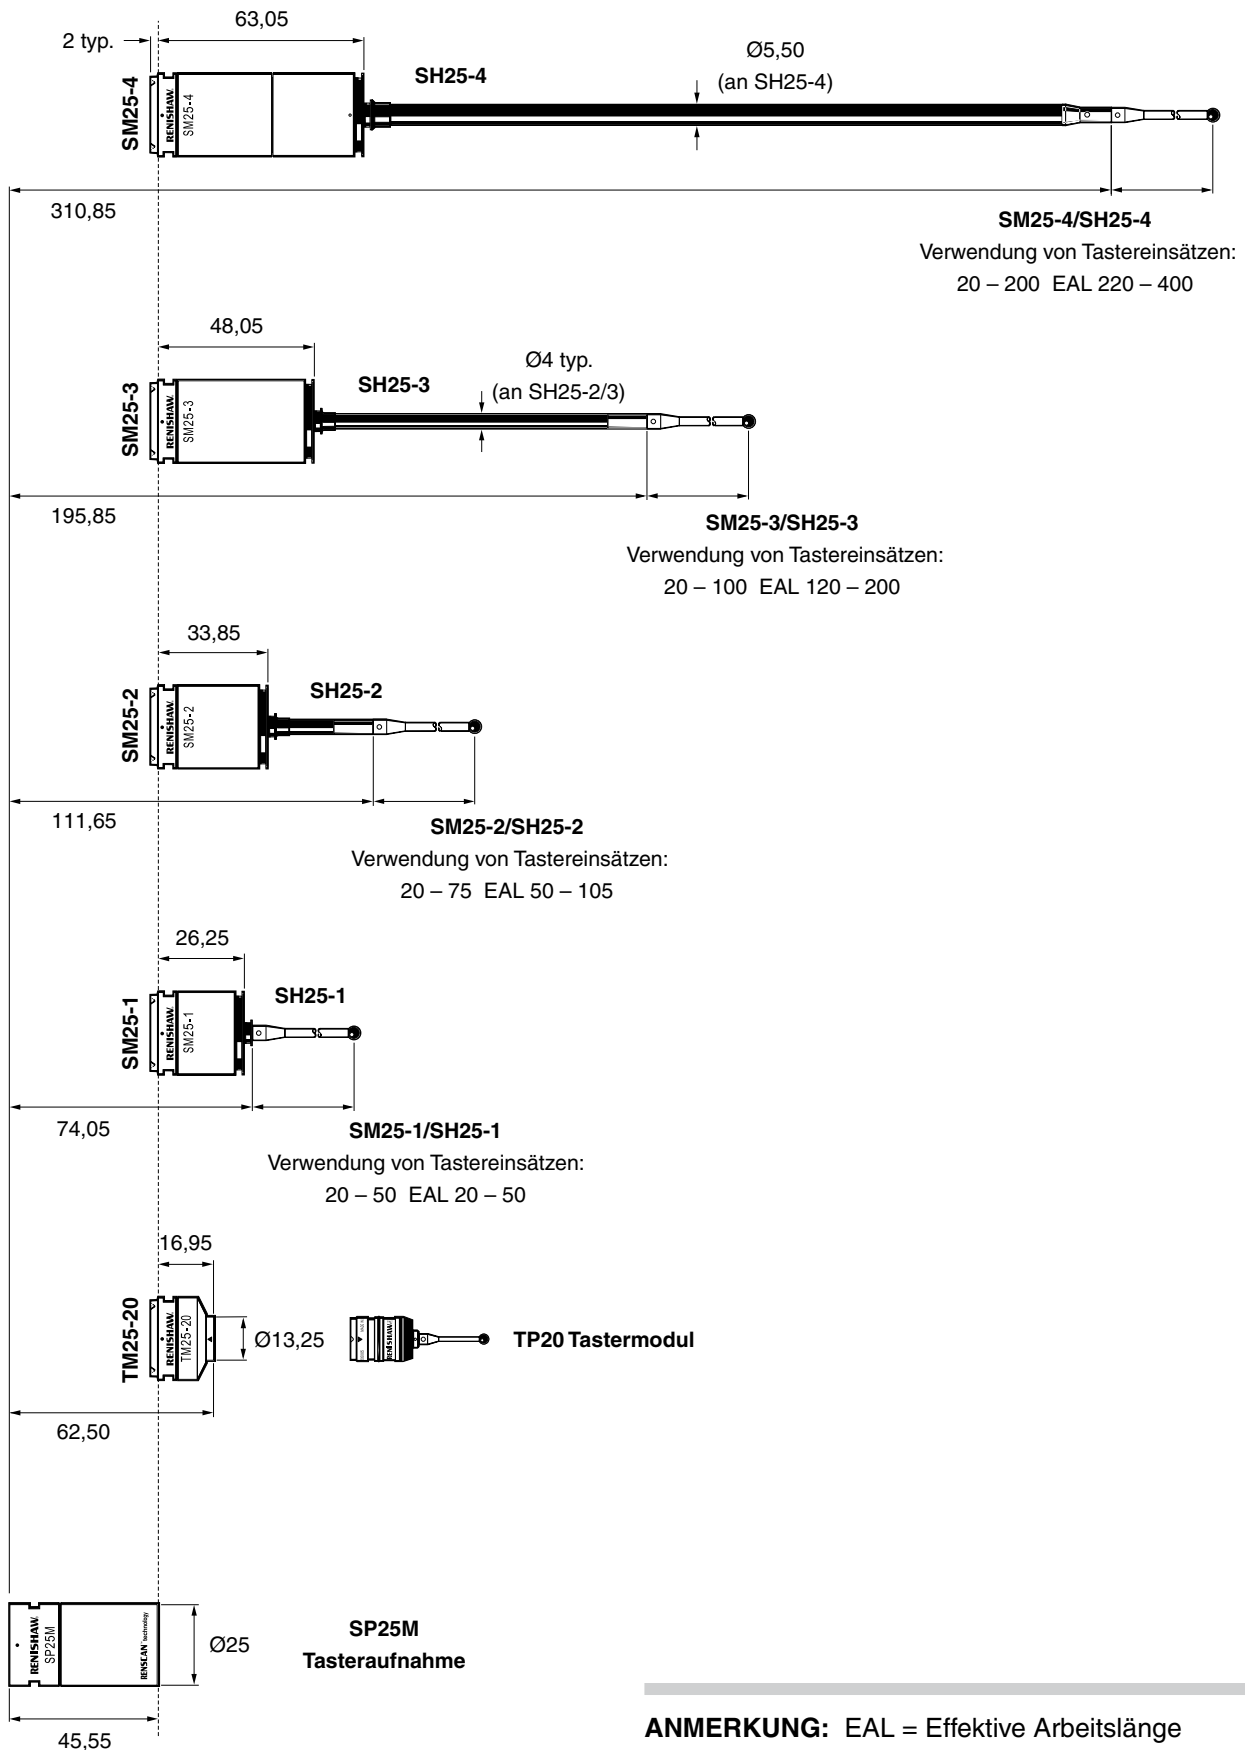 63,05
2 typ.
Ø5,50
(an SH25-4)
SH25-4
SM25-4
RENISHAW
SM25-4
310,85
SM25-4/SH25-4
Verwendung von Tastereinsätzen:
20 – 200 EAL 220 – 400
48,05
Ø4 typ.
(an SH25-2/3)
SH25-3
SM25-3
RENISHAW
SM25-3
195,85
SM25-3/SH25-3
Verwendung von Tastereinsätzen:
20 – 100 EAL 120 – 200
33,85
SH25-2
SM25-2
RENISHAW
SM25-2
111,65
SM25-2/SH25-2
Verwendung von Tastereinsätzen:
20 – 75 EAL 50 – 105
26,25
SH25-1
SM25-1
RENISHAW
SM25-1
74,05
SM25-1/SH25-1
Verwendung von Tastereinsätzen:
20 – 50 EAL 20 – 50
16,95
TM25-20
RENISHAW
TM25-20
Ø13,25
RENISHAW
TP20 Tastermodul
62,50
RENISHAW
SP25M
RENSCAN technology
Ø25
SP25M
Tasteraufnahme
45,55
ANMERKUNG: EAL = Effektive Arbeitslänge